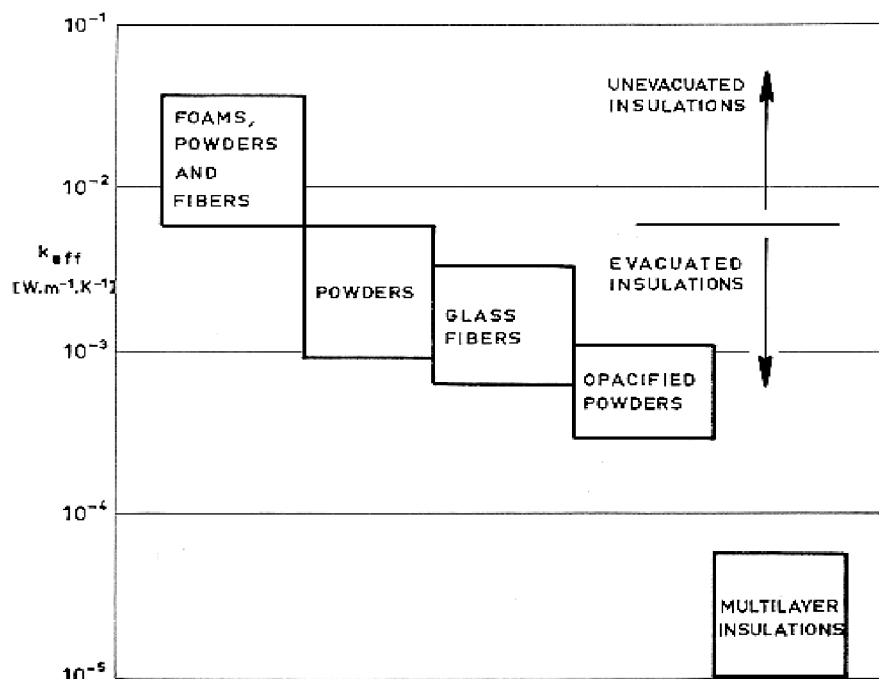 10⁻¹
UNEVACUATED
INSULATIONS
FOAMS,
POWDERS
AND
FIBERS
10⁻²
k eff
[W.m⁻¹.K⁻¹]
EVACUATED
INSULATIONS
POWDERS
GLASS
FIBERS
10⁻³
OPACIFIED
POWDERS
10⁻⁴
MULTILAYER
INSULATIONS
10⁻⁵